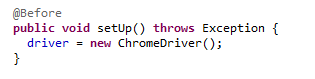 @Before
public void setUp() throws Exception {
  driver = new ChromeDriver();
}